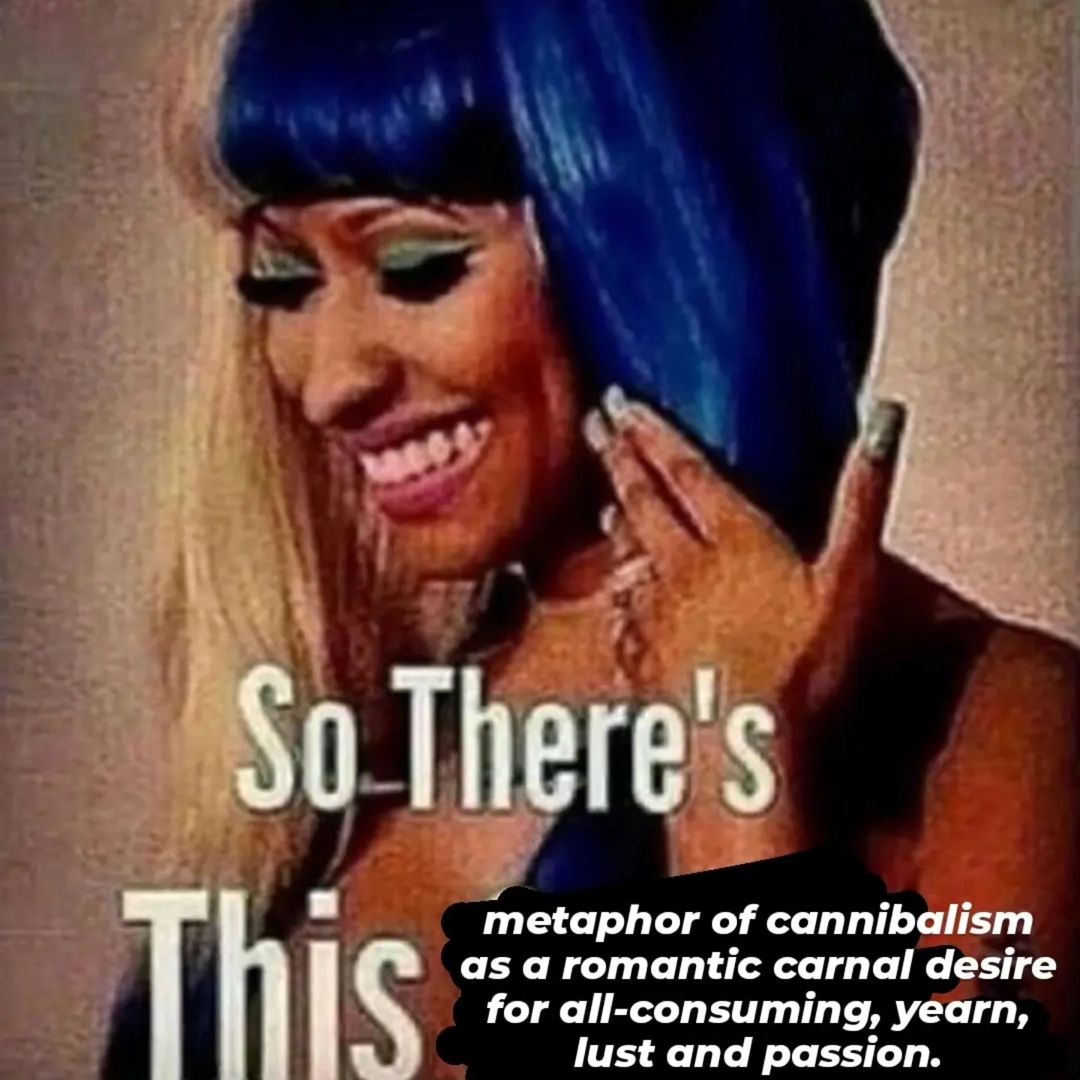 So There's
This
metaphor of cannibalism
as a romantic carnal desire
for all-consuming, yearn,
lust and passion.